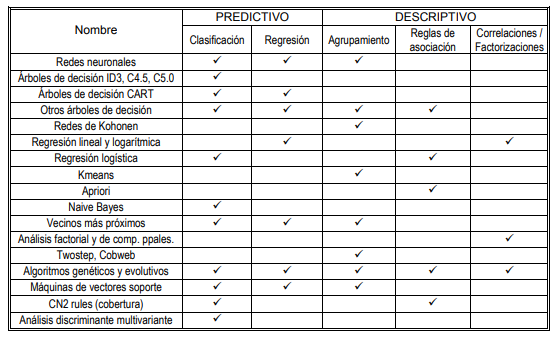 Nombre PREDICTIVO DESCRIPTIVO
Clasificación Regresión Agrupamiento Reglas de asociación Correlaciones / Factorizaciones
Redes neuronales ✓ ✓ ✓
Árboles de decisión ID3, C4.5, C5.0 ✓
Árboles de decisión CART ✓ ✓
Otros árboles de decisión ✓ ✓ ✓ ✓
Redes de Kohonen ✓
Regresión lineal y logarítmica ✓ ✓
Regresión logística ✓ ✓
Kmeans ✓
Apriori ✓
Naive Bayes ✓
Vecinos más próximos ✓ ✓ ✓
Análisis factorial y de comp. ppales. ✓
Twostep, Cobweb ✓
Algoritmos genéticos y evolutivos ✓ ✓ ✓ ✓ ✓
Máquinas de vectores soporte ✓ ✓ ✓
CN2 rules (cobertura) ✓ ✓
Análisis discriminante multivariante ✓